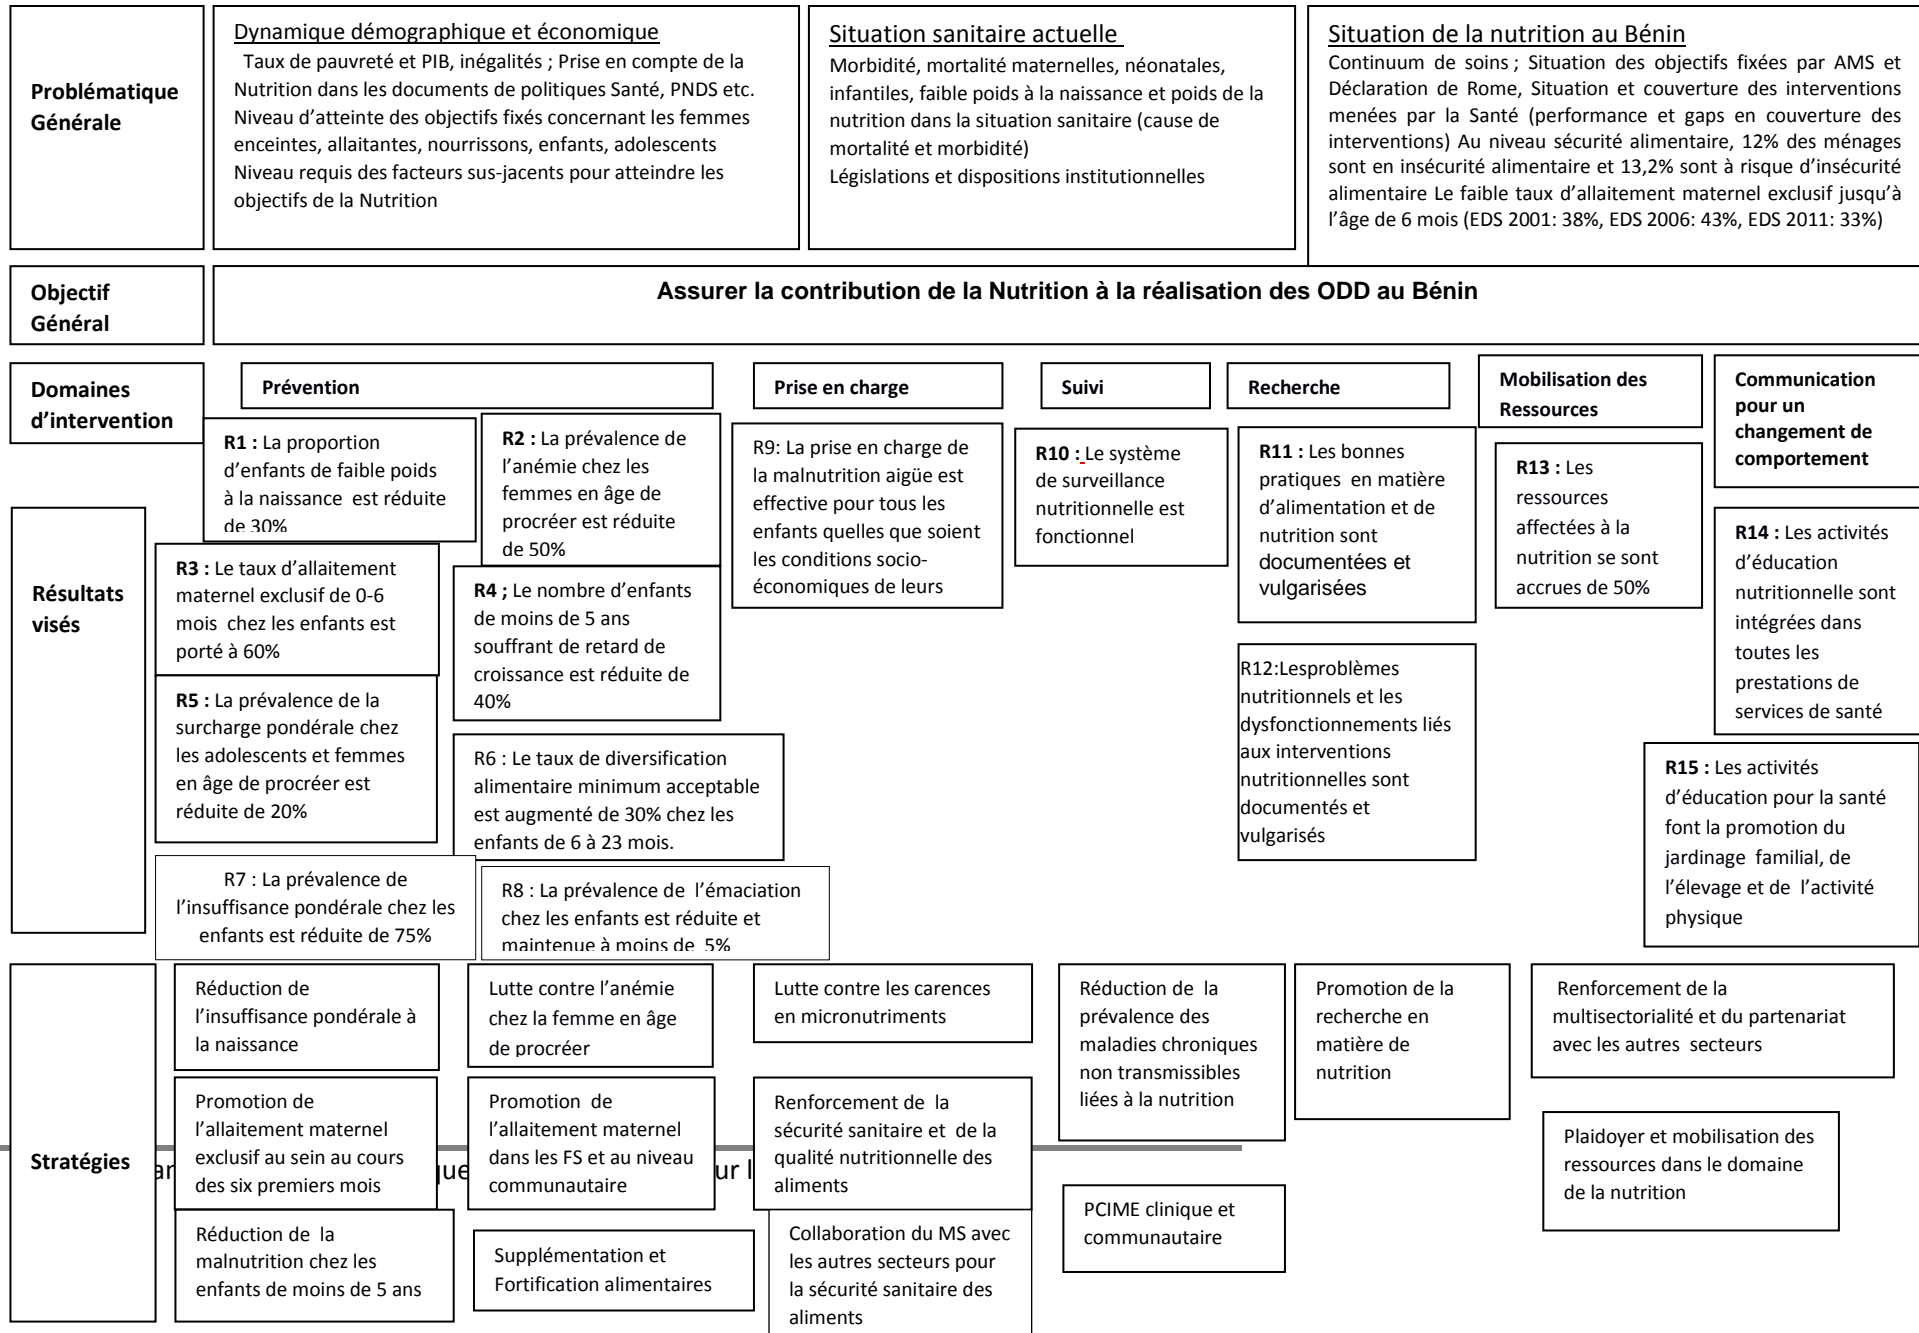 Problématique
Générale
Dynamique démographique et économique
Taux de pauvreté et PIB, inégalités ; Prise en compte de la
Nutrition dans les documents de politiques Santé, PNDS etc.
Niveau d’atteinte des objectifs fixés concernant les femmes
enceintes, allaitantes, nourrissons, enfants, adolescents
Niveau requis des facteurs sus-jacents pour atteindre les
objectifs de la Nutrition
Situation sanitaire actuelle
Morbidité, mortalité maternelles, néonatales,
infantiles, faible poids à la naissance et poids de la
nutrition dans la situation sanitaire (cause de
mortalité et morbidité)
Législations et dispositions institutionnelles
Situation de la nutrition au Bénin
Continuum de soins ; Situation des objectifs fixées par AMS et
Déclaration de Rome, Situation et couverture des interventions
menées par la Santé (performance et gaps en couverture des
interventions) Au niveau sécurité alimentaire, 12% des ménages
sont en insécurité alimentaire et 13,2% sont à risque d’insécurité
alimentaire Le faible taux d’allaitement maternel exclusif jusqu’à
l’âge de 6 mois (EDS 2001: 38%, EDS 2006: 43%, EDS 2011: 33%)
Objectif
Général
Assurer la contribution de la Nutrition à la réalisation des ODD au Bénin
Domaines
d’intervention
Prévention
Prise en charge
Suivi
Recherche
Mobilisation des
Ressources
Communication
pour un
changement de
comportement
Résultats
visés
R1 : La proportion
d’enfants de faible poids
à la naissance est réduite
de 30%
R2 : La prévalence de
l’anémie chez les
femmes en âge de
procréer est réduite
de 50%
R3 : Le taux d’allaitement
maternel exclusif de 0-6
mois chez les enfants est
porté à 60%
R4 ; Le nombre d’enfants
de moins de 5 ans
souffrant de retard de
croissance est réduite de
40%
R5 : La prévalence de la
surcharge pondérale chez
les adolescents et femmes
en âge de procréer est
réduite de 20%
R6 : Le taux de diversification
alimentaire minimum acceptable
est augmenté de 30% chez les
enfants de 6 à 23 mois.
R7 : La prévalence de
l’insuffisance pondérale chez les
enfants est réduite de 75%
R8 : La prévalence de l’émaciation
chez les enfants est réduite et
maintenue à moins de 5%
R9: La prise en charge de
la malnutrition aigüe est
effective pour tous les
enfants quelles que soient
les conditions socio-
économiques de leurs
R10 : Le système
de surveillance
nutritionnelle est
fonctionnel
R11 : Les bonnes
pratiques en matière
d’alimentation et de
nutrition sont
documentées et
vulgarisées
R12:Lesproblèmes
nutritionnels et les
dysfonctionnements liés
aux interventions
nutritionnelles sont
documentés et
vulgarisés
R13 : Les
ressources
affectées à la
nutrition se sont
accrues de 50%
R14 : Les activités
d’éducation
nutritionnelle sont
intégrées dans
toutes les
prestations de
services de santé
R15 : Les activités
d’éducation pour la santé
font la promotion du
jardinage familial, de
l’élevage et de l’activité
physique
Stratégies
Réduction de
l’insuffisance pondérale à
la naissance
Lutte contre l’anémie
chez la femme en âge
de procréer
Lutte contre les carences
en micronutriments
Réduction de la
prévalence des
maladies chroniques
non transmissibles
liées à la nutrition
Promotion de la
recherche en
matière de
nutrition
Renforcement de la
multisectorialité et du partenariat
avec les autres secteurs
Promotion de
l’allaitement maternel
exclusif au sein au cours
des six premiers mois
Promotion de
l’allaitement maternel
dans les FS et au niveau
communautaire
Renforcement de la
sécurité sanitaire et de la
qualité nutritionnelle des
aliments
Plaidoyer et mobilisation des
ressources dans le domaine
de la nutrition
Réduction de la
malnutrition chez les
enfants de moins de 5 ans
Supplémentation et
Fortification alimentaires
Collaboration du MS avec
les autres secteurs pour
la sécurité sanitaire des
aliments
PCIME clinique et
communautaire